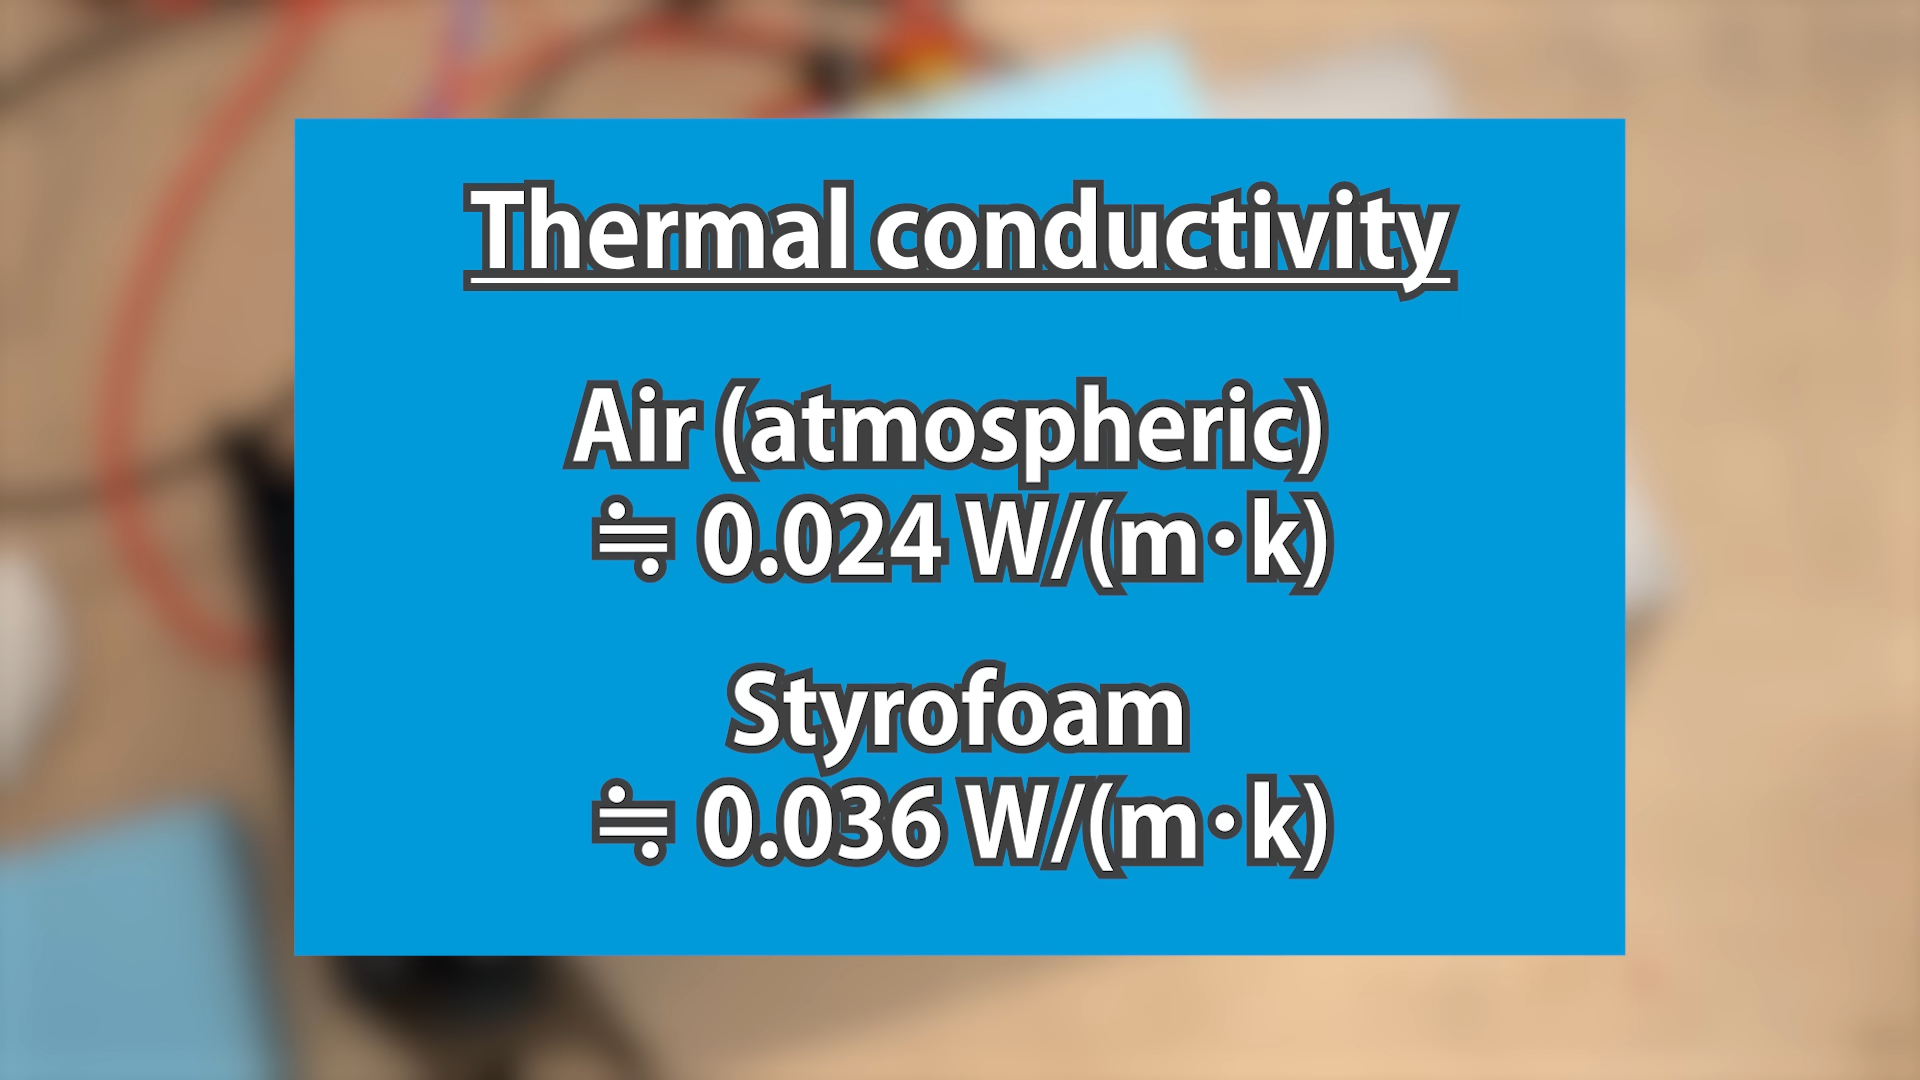 Thermal conductivity
Air (atmospheric)
≒ 0.024 W/(m・k)
Styrofoam
≒ 0.036 W/(m・k)